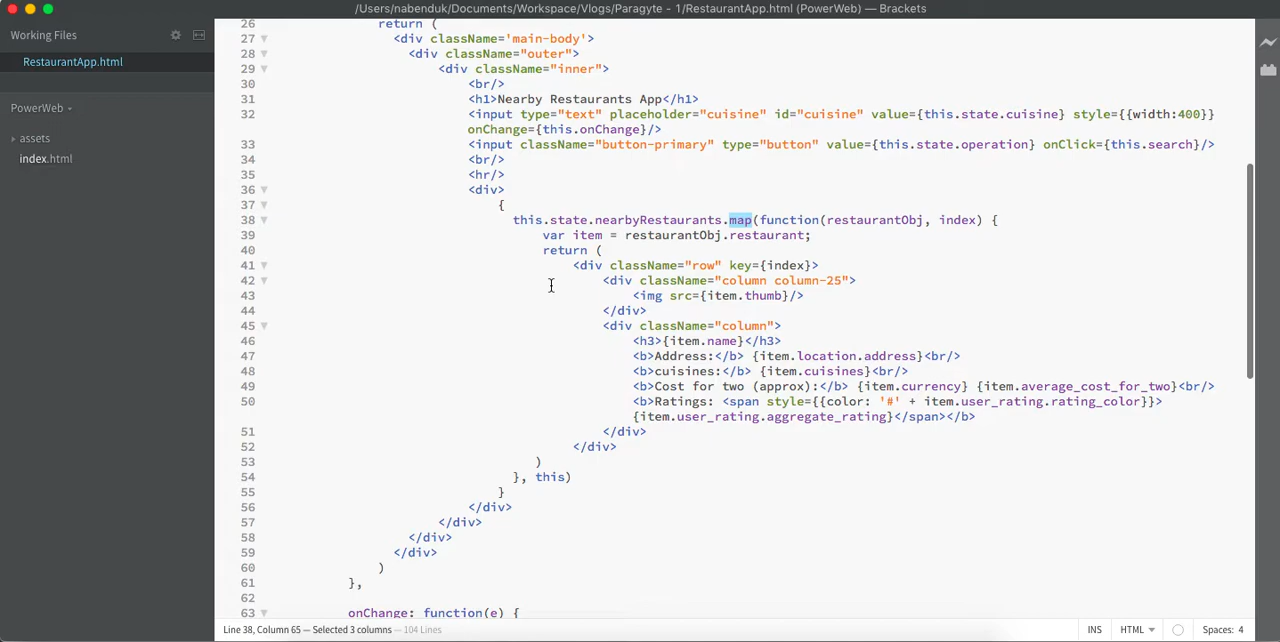 /Users/nabenduk/Documents/Workspace/Vlogs/Paragyte - 1/RestaurantApp.html (PowerWeb) — Brackets
Working Files
RestaurantApp.html
PowerWeb
assets
index.html
26 return (
27 <div className='main-body'>
28 <div className="outer">
29 <div className="inner">
30 <br/>
31 <h1>Nearby Restaurants App</h1>
32 <input type="text" placeholder="cuisine" id="cuisine" value={this.state.cuisine} style={{width:400}}
onChange={this.onChange}/>
33 <input className="button-primary" type="button" value={this.state.operation} onClick={this.search}/>
34 <br/>
35 <hr/>
36 <div>
37 {
38 this.state.nearbyRestaurants.map(function(restaurantObj, index) {
39 var item = restaurantObj.restaurant;
40 return (
41 <div className="row" key={index}>
42 <div className="column column-25">
43 <img src={item.thumb}/>
44 </div>
45 <div className="column">
46 <h3>{item.name}</h3>
47 <b>Address:</b> {item.location.address}<br/>
48 <b>cuisines:</b> {item.cuisines}<br/>
49 <b>Cost for two (approx):</b> {item.currency} {item.average_cost_for_two}<br/>
50 <b>Ratings: <span style={{color: '#' + item.user_rating.rating_color}}>
{item.user_rating.aggregate_rating}</span></b>
51 </div>
52 </div>
53 )
54 }, this)
55 }
56 </div>
57 </div>
58 </div>
59 </div>
60 )
61 },
62
63 onChange: function(e) {
Line 38, Column 65 — Selected 3 columns — 104 Lines
INS HTML Spaces: 4